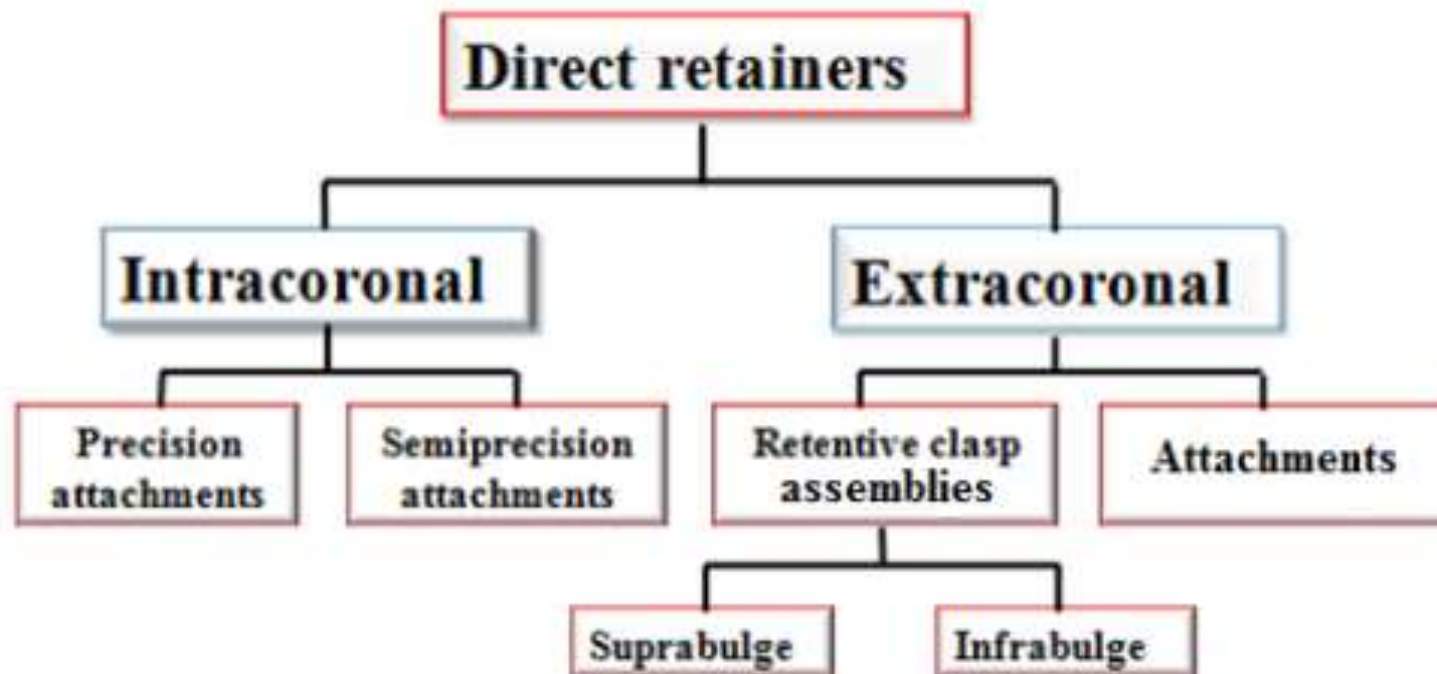 Direct retainers
Intracoronal
Extracoronal
Precision
attachments
Semiprecision
attachments
Retentive clasp
assemblies
Attachments
Suprabulge
Infrabulge